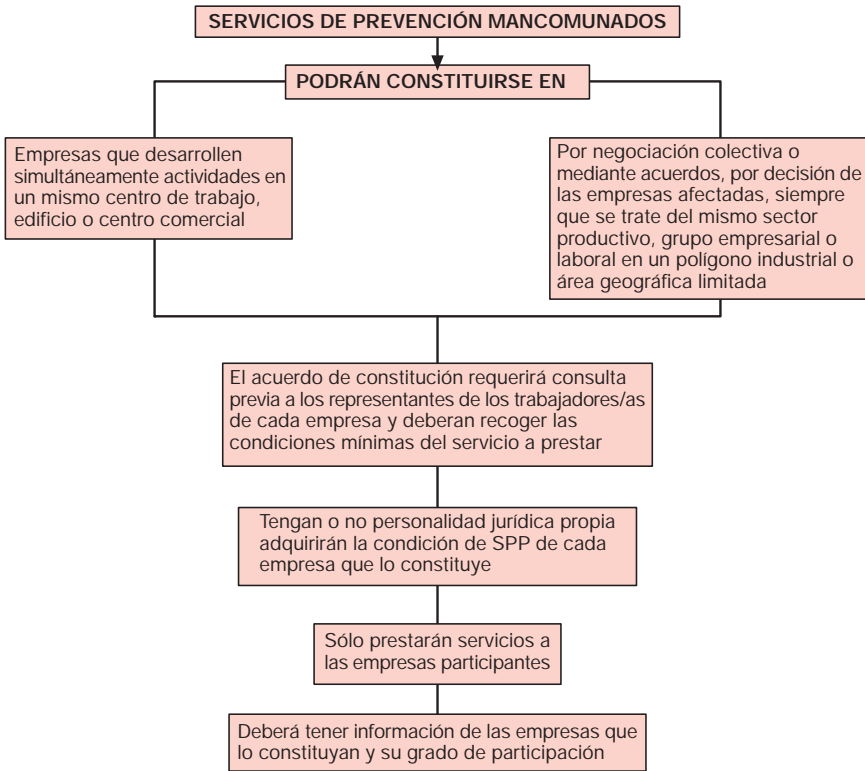 SERVICIOS DE PREVENCIÓN MANCOMUNADOS
PODRÁN CONSTITUIRSE EN
Empresas que desarrollen
simultáneamente actividades en
un mismo centro de trabajo,
edificio o centro comercial
Por negociación colectiva o
mediante acuerdos, por decisión de
las empresas afectadas, siempre
que se trate del mismo sector
productivo, grupo empresarial o
laboral en un polígono industrial o
área geográfica limitada
El acuerdo de constitución requerirá consulta
previa a los representantes de los trabajadores/as
de cada empresa y deberan recoger las
condiciones mínimas del servicio a prestar
Tengan o no personalidad jurídica propia
adquirirán la condición de SPP de cada
empresa que lo constituye
Sólo prestarán servicios a
las empresas participantes
Deberá tener información de las empresas que
lo constituyan y su grado de participación